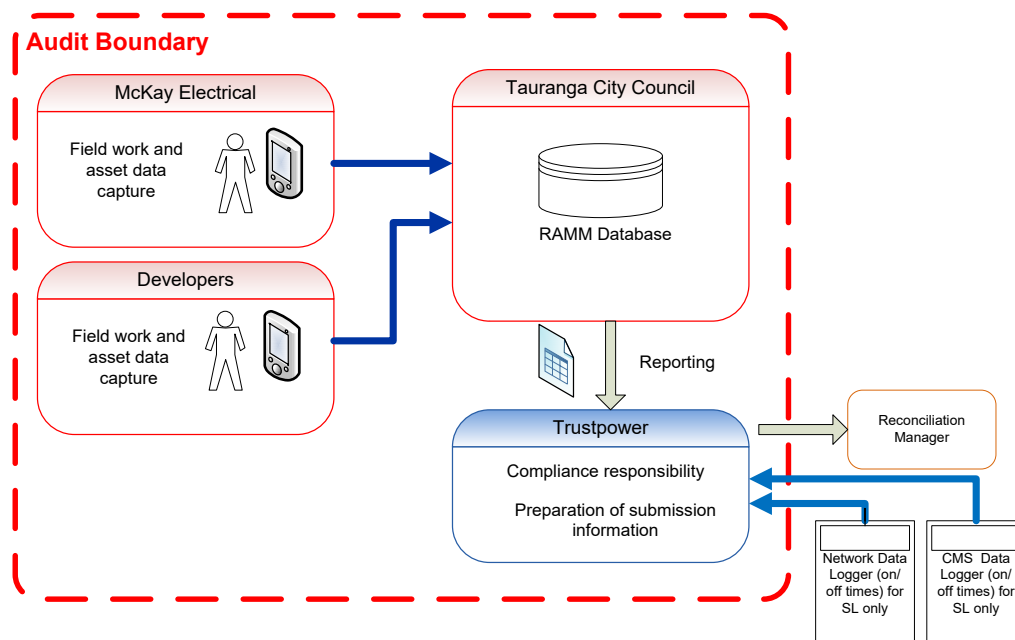 Audit Boundary
McKay Electrical
Field work and
asset data
capture
Tauranga City Council
RAMM Database
Developers
Field work and
asset data
capture
Reporting
Trustpower
Compliance responsibility
Preparation of submission
information
Reconciliation
Manager
Network Data
Logger (on/
off times) for
SL only
CMS Data
Logger (on/
off times) for
SL only